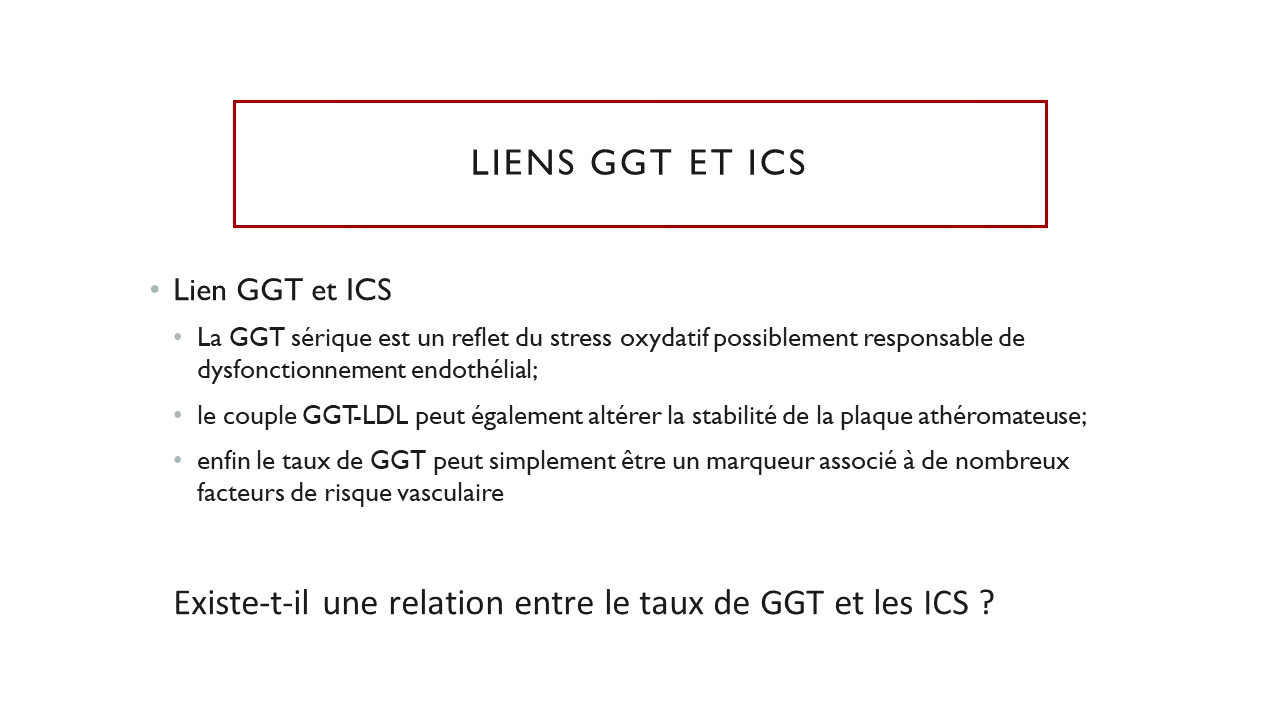 LIENS GGT ET ICS
Lien GGT et ICS
La GGT sérique est un reflet du stress oxydatif possiblement responsable de
dysfonctionnement endothélial;
le couple GGT-LDL peut également altérer la stabilité de la plaque athéromateuse;
enfin le taux de GGT peut simplement être un marqueur associé à de nombreux
facteurs de risque vasculaire
Existe-t-il une relation entre le taux de GGT et les ICS ?